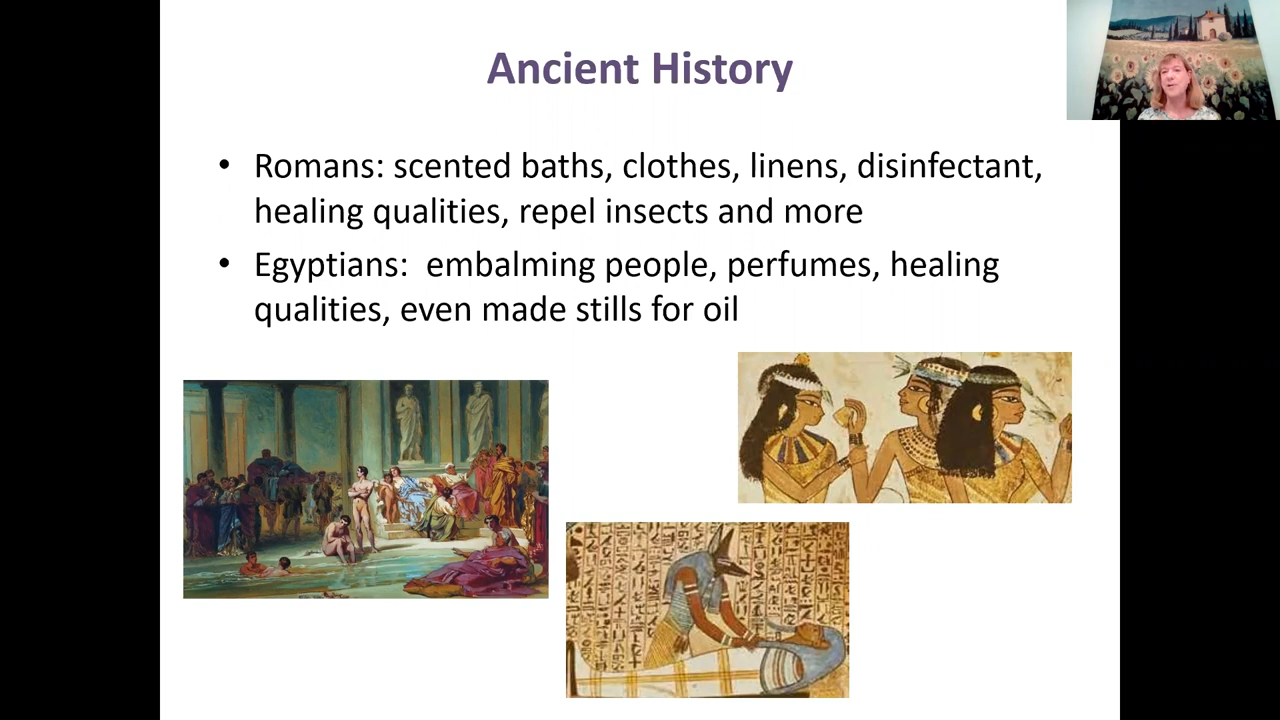 Ancient History
• Romans: scented baths, clothes, linens, disinfectant,
healing qualities, repel insects and more
• Egyptians:  embalming people, perfumes, healing
qualities, even made stills for oil